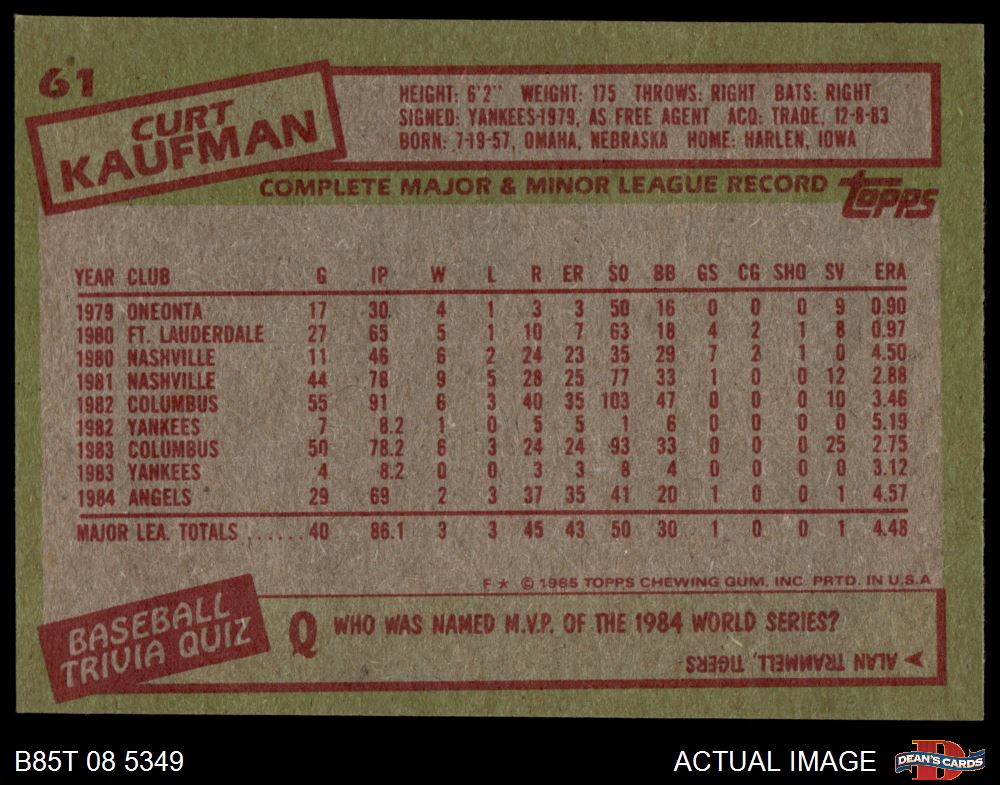 61
CURT
KAUFMAN
HEIGHT: 6'2" WEIGHT: 175 THROWS: RIGHT BATS: RIGHT
SIGNED: YANKEES-1979, AS FREE AGENT ACQ: TRADE, 12-8-83
BORN: 7-19-57, OMAHA, NEBRASKA HOME: HARLEN, IOWA
COMPLETE MAJOR & MINOR LEAGUE RECORD
TOPPS
YEAR CLUB G IP W L R ER SO BB GS CG SHO SV ERA
1979 ONEONTA 17 30 4 1 3 3 50 16 0 0 0 9 0.90
1980 FT. LAUDERDALE 27 65 5 1 10 7 63 18 4 2 1 8 0.97
1980 NASHVILLE 11 46 6 2 24 23 35 29 7 2 1 0 4.50
1981 NASHVILLE 44 78 9 5 28 25 77 33 1 0 0 12 2.88
1982 COLUMBUS 55 91 6 3 40 35 103 47 0 0 0 10 3.46
1982 YANKEES 7 8.2 1 0 5 5 1 6 0 0 0 0 5.19
1983 COLUMBUS 50 78.2 6 3 24 24 93 33 0 0 0 25 2.75
1983 YANKEES 4 8.2 0 0 3 3 8 4 0 0 0 0 3.12
1984 ANGELS 29 69 2 3 37 35 41 20 1 0 0 1 4.57
MAJOR LEA. TOTALS ......40 86.1 3 3 45 43 50 30 1 0 0 1 4.48
F * © 1985 TOPPS CHEWING GUM, INC. PRTD. IN U.S.A
BASEBALL
TRIVIA QUIZ
Q WHO WAS NAMED M.V.P. OF THE 1984 WORLD SERIES?
ALAN TRAMMELL, TIGERS
B85T 08 5349
ACTUAL IMAGE
DEAN'S CARDS